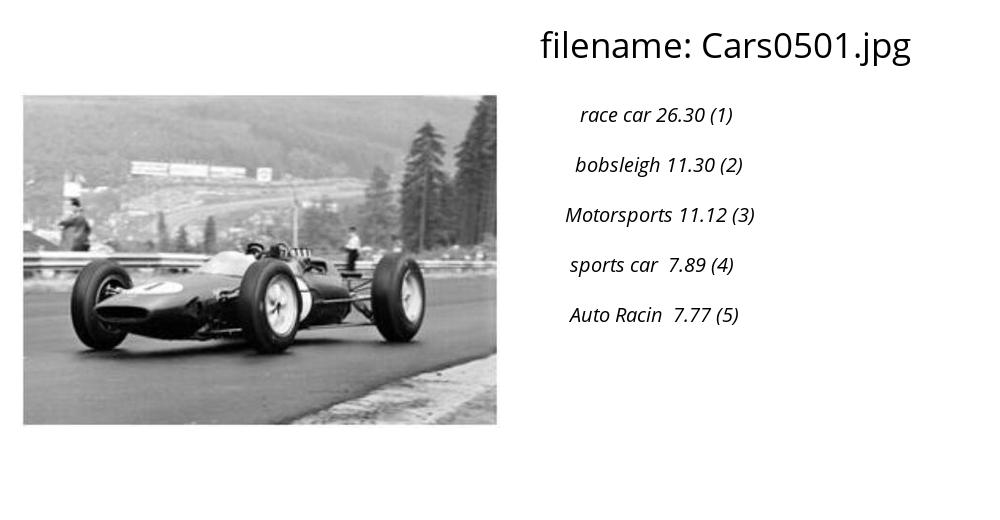 filename: Cars0501.jpg
race car 26.30 (1)
bobsleigh 11.30 (2)
Motorsports 11.12 (3)
sports car 7.89 (4)
Auto Racin 7.77 (5)